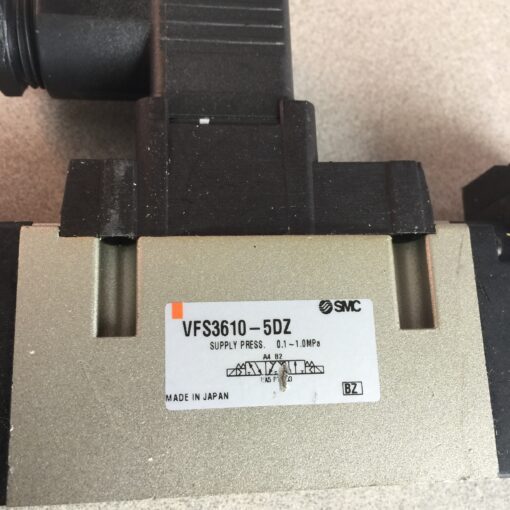 SMC
VFS3610-5DZ
SUPPLY PRESS. 0.1~1.0MPa
A4 B2
MADE IN JAPAN
BZ